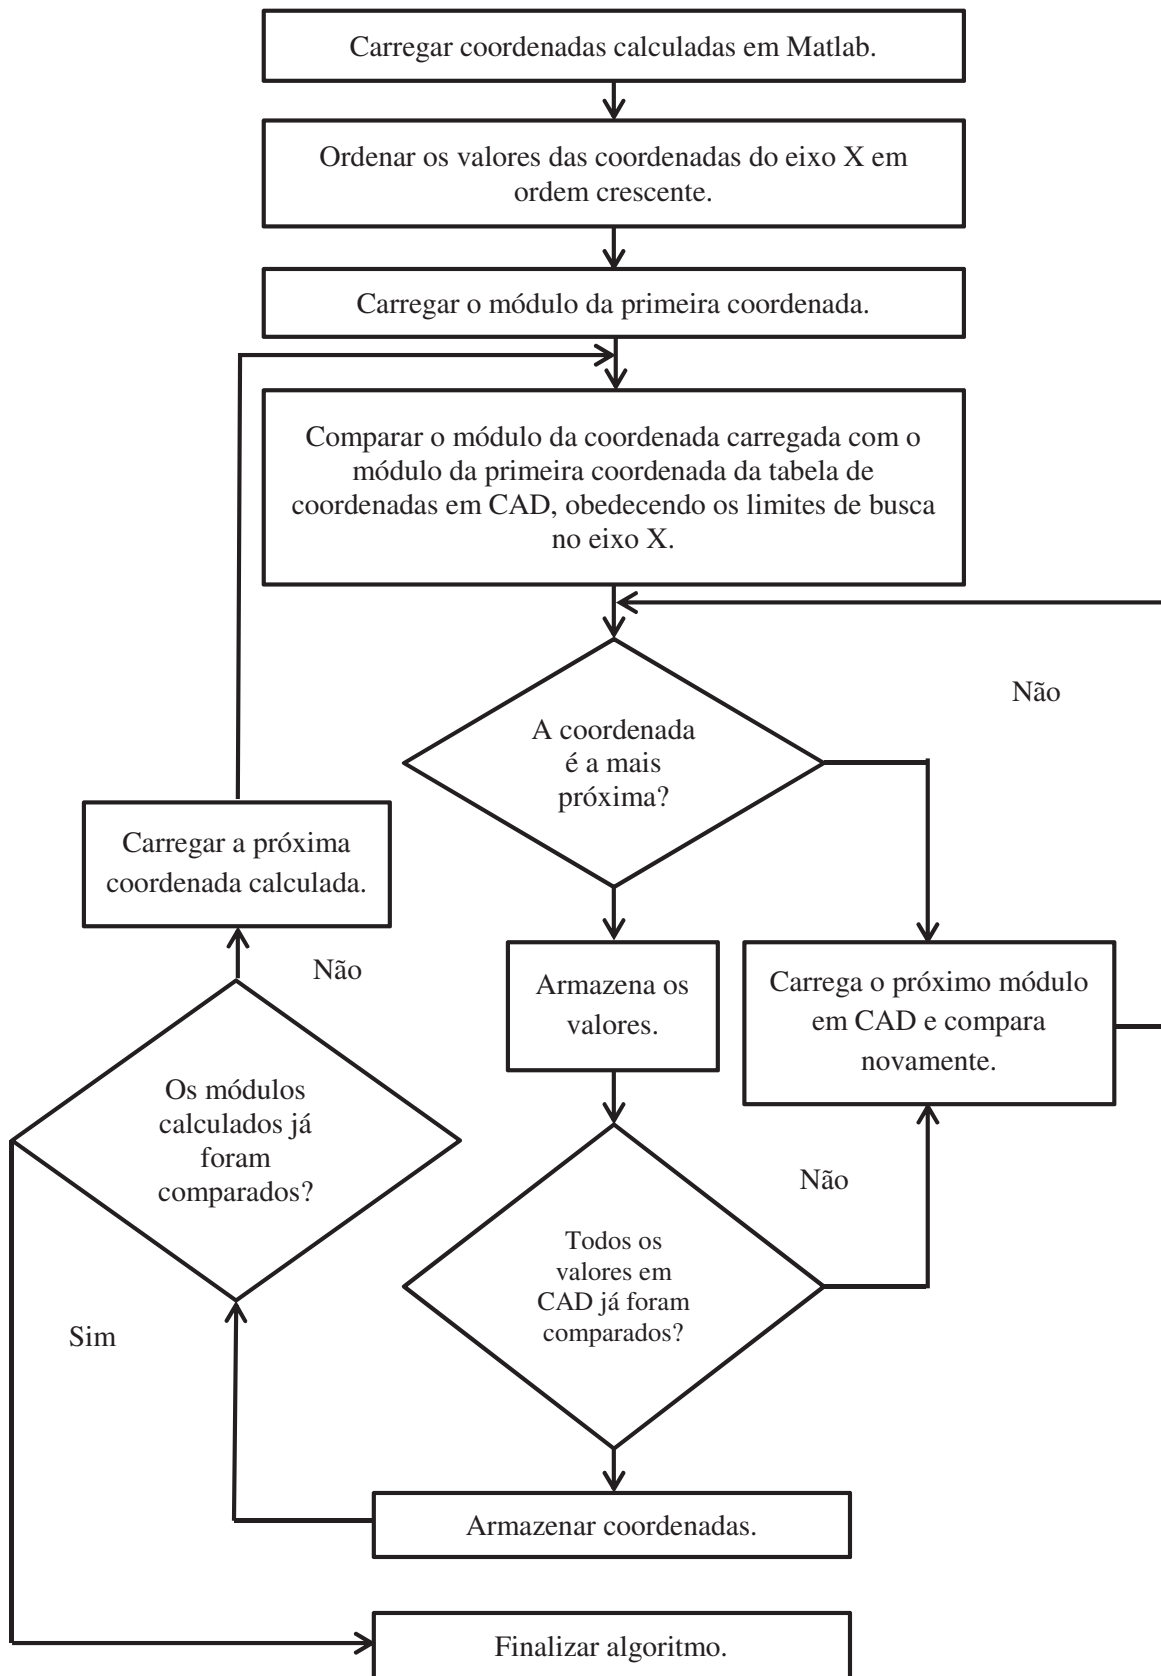 Carregar coordenadas calculadas em Matlab.
Ordenar os valores das coordenadas do eixo X em
ordem crescente.
Carregar o módulo da primeira coordenada.
Comparar o módulo da coordenada carregada com o
módulo da primeira coordenada da tabela de
coordenadas em CAD, obedecendo os limites de busca
no eixo X.
Não
A coordenada
é a mais
próxima?
Carregar a próxima
coordenada calculada.
Não
Armazena os
valores.
Carrega o próximo módulo
em CAD e compara
novamente.
Os módulos
calculados já
foram
comparados?
Não
Todos os
valores em
CAD já foram
comparados?
Sim
Armazenar coordenadas.
Finalizar algoritmo.